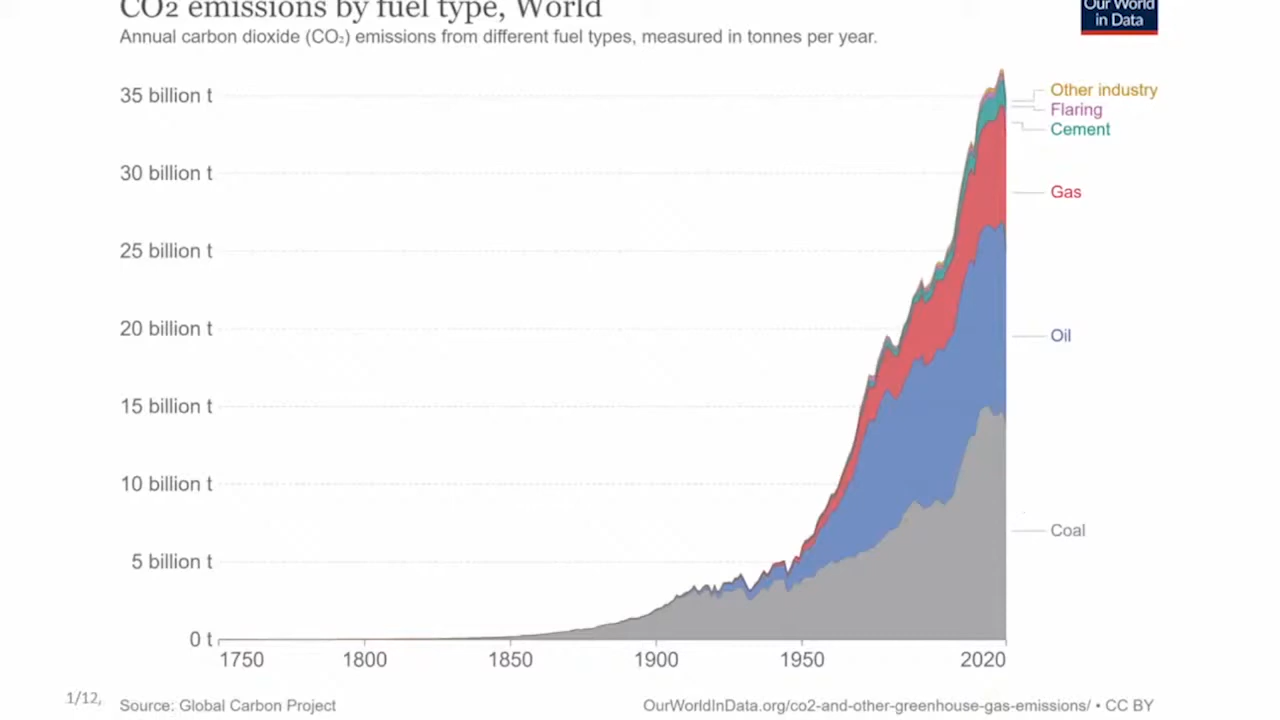 CO₂ emissions by fuel type, World
Our World
in Data
Annual carbon dioxide (CO₂) emissions from different fuel types, measured in tonnes per year.
35 billion t
30 billion t
25 billion t
20 billion t
15 billion t
10 billion t
5 billion t
0 t
Other industry
Flaring
Cement
Gas
Oil
Coal
1750 1800 1850 1900 1950 2020
1/12,
Source: Global Carbon Project
OurWorldInData.org/co2-and-other-greenhouse-gas-emissions/ • CC BY